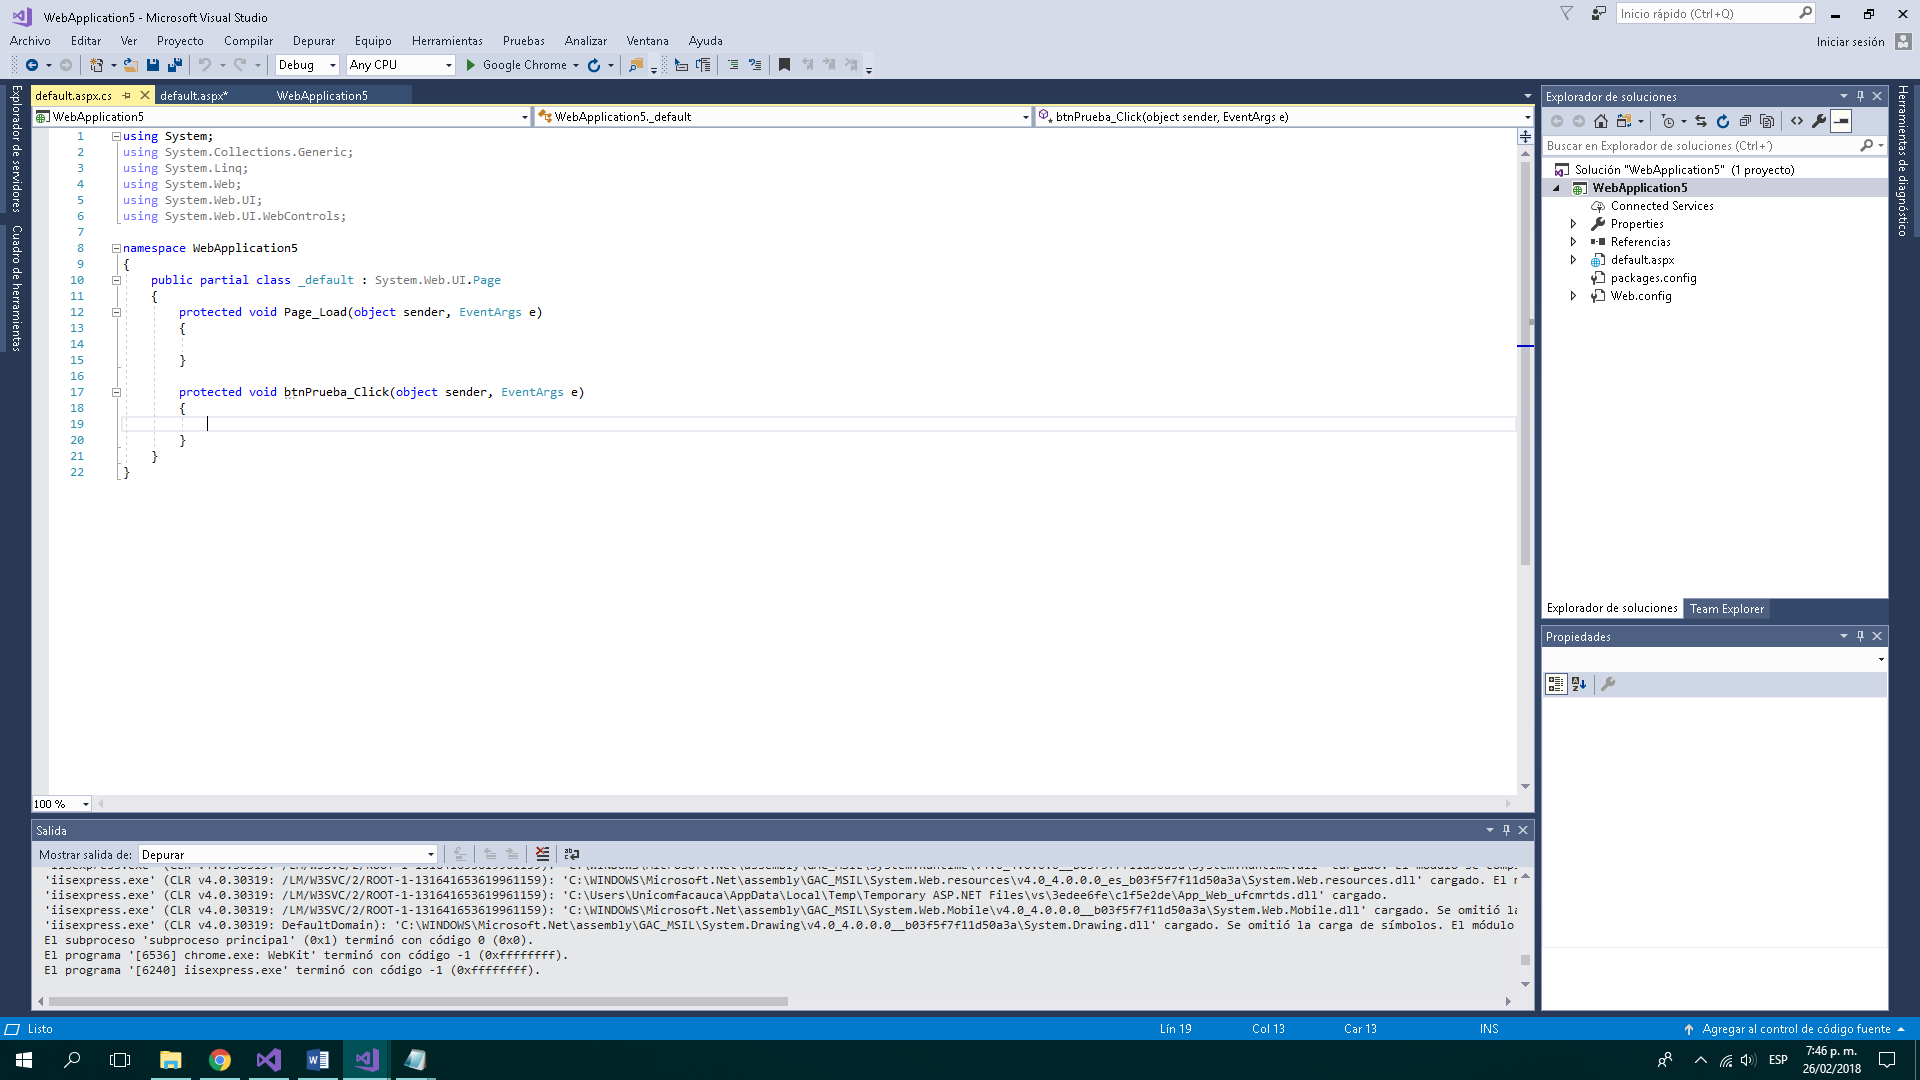 WebApplication5 - Microsoft Visual Studio
Inicio rápido (Ctrl+Q)
Archivo Editar Ver Proyecto Compilar Depurar Equipo Herramientas Pruebas Analizar Ventana Ayuda
Iniciar sesión
Debug Any CPU Google Chrome
Explorador de servidores
Cuadro de herramientas
default.aspx.cs default.aspx* WebApplication5
WebApplication5 WebApplication5._default btnPrueba_Click(object sender, EventArgs e)
1 using System;
2 using System.Collections.Generic;
3 using System.Linq;
4 using System.Web;
5 using System.Web.UI;
6 using System.Web.UI.WebControls;
7
8 namespace WebApplication5
9 {
10 public partial class _default : System.Web.UI.Page
11 {
12 protected void Page_Load(object sender, EventArgs e)
13 {
14
15 }
16
17 protected void btnPrueba_Click(object sender, EventArgs e)
18 {
19
20 }
21 }
22 }
100 %
Salida
Mostrar salida de: Depurar
'iisexpress.exe' (CLR v4.0.30319: /LM/W3SVC/2/ROOT-1-131641653619961159): 'C:\WINDOWS\Microsoft.Net\assembly\GAC_MSIL\System.Web.resources\v4.0_4.0.0.0_es_b03f5f7f11d50a3a\System.Web.resources.dll' cargado. El
'iisexpress.exe' (CLR v4.0.30319: /LM/W3SVC/2/ROOT-1-131641653619961159): 'C:\Users\Unicomfacauca\AppData\Local\Temp\Temporary ASP.NET Files\vs\3edee6fe\c1f5e2de\App_Web_ufcmrtds.dll' cargado.
'iisexpress.exe' (CLR v4.0.30319: /LM/W3SVC/2/ROOT-1-131641653619961159): 'C:\WINDOWS\Microsoft.Net\assembly\GAC_MSIL\System.Web.Mobile\v4.0_4.0.0.0__b03f5f7f11d50a3a\System.Web.Mobile.dll' cargado. Se omitió la
'iisexpress.exe' (CLR v4.0.30319: DefaultDomain): 'C:\WINDOWS\Microsoft.Net\assembly\GAC_MSIL\System.Drawing\v4.0_4.0.0.0__b03f5f7f11d50a3a\System.Drawing.dll' cargado. Se omitió la carga de símbolos. El módulo
El subproceso 'subproceso principal' (0x1) terminó con código 0 (0x0).
El programa '[6536] chrome.exe: WebKit' terminó con código -1 (0xffffffff).
El programa '[6240] iisexpress.exe' terminó con código -1 (0xffffffff).
Explorador de soluciones
Buscar en Explorador de soluciones (Ctrl+´)
Solución "WebApplication5" (1 proyecto)
WebApplication5
Connected Services
Properties
Referencias
default.aspx
packages.config
Web.config
Explorador de soluciones Team Explorer
Propiedades
Herramientas de diagnóstico
Listo Lín 19 Col 13 Car 13 INS Agregar al control de código fuente
ESP
7:46 p. m.
26/02/2018